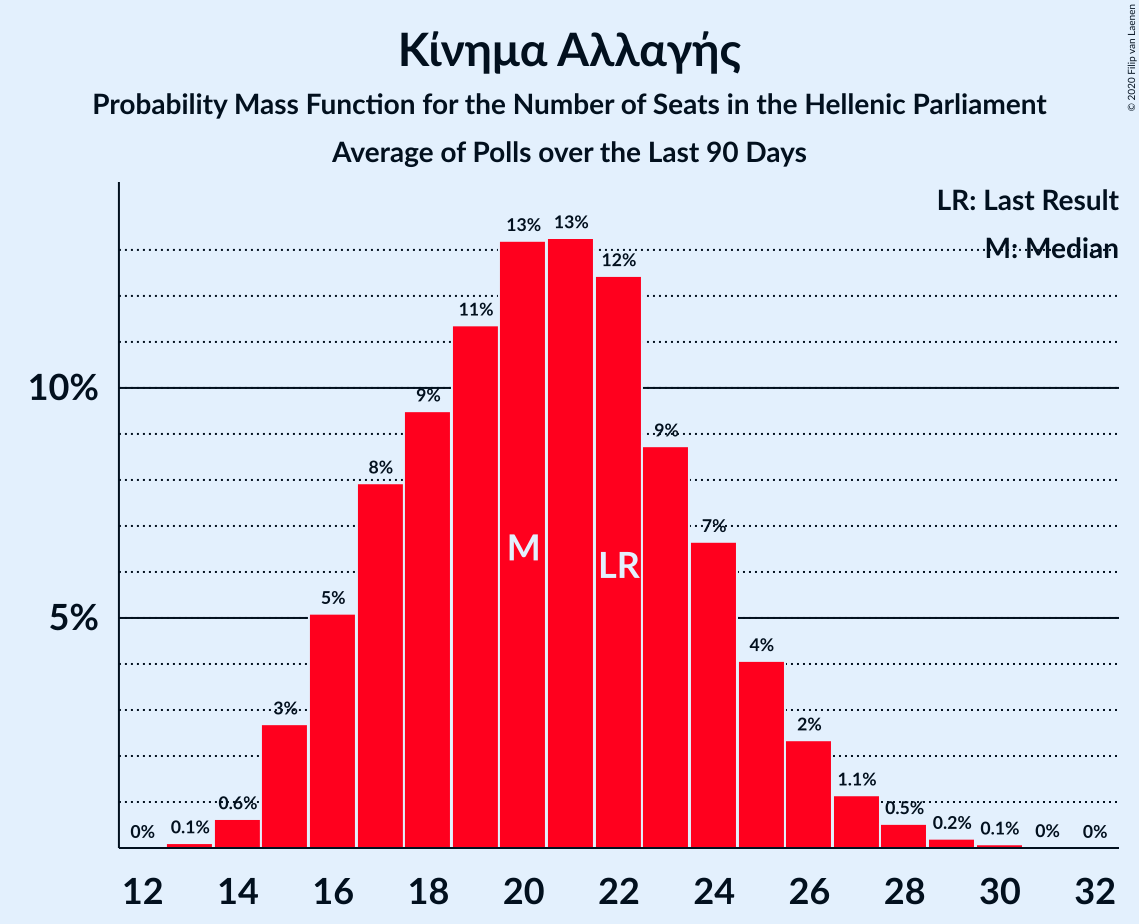 Κίνημα Αλλαγής
Probability Mass Function for the Number of Seats in the Hellenic Parliament
Average of Polls over the Last 90 Days
© 2020 Filip van Laenen
LR: Last Result
M: Median
10%
5%
0%
0.1%
0.6%
3%
5%
8%
9%
11%
13%
13%
12%
9%
7%
4%
2%
1.1%
0.5%
0.2%
0.1%
0%
0%
M
LR
12 14 16 18 20 22 24 26 28 30 32